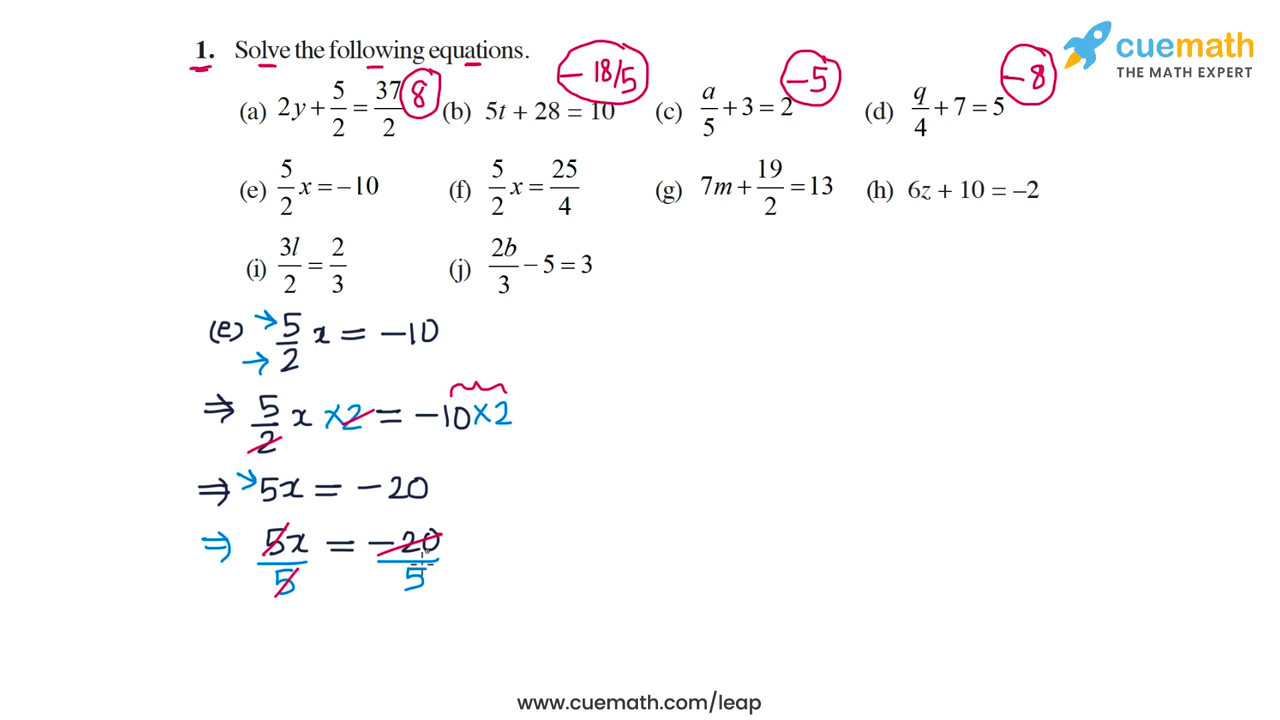 cuemath
THE MATH EXPERT
1. Solve the following equations.
(a) 2y + 5/2 = 37/2 8 (b) 5t + 28 = 10 -18/5 (c) a/5 + 3 = 2 -5 (d) q/4 + 7 = 5 -8
(e) 5/2 x = -10 (f) 5/2 x = 25/4 (g) 7m + 19/2 = 13 (h) 6z + 10 = -2
(i) 3l/2 = 2/3 (j) 2b/3 - 5 = 3
(e) → 5/→ 2 x = -10
⇒ 5/2 x ×2 = -10×2
⇒ → 5x = -20
⇒ 5x/5 = -20/5
www.cuemath.com/leap